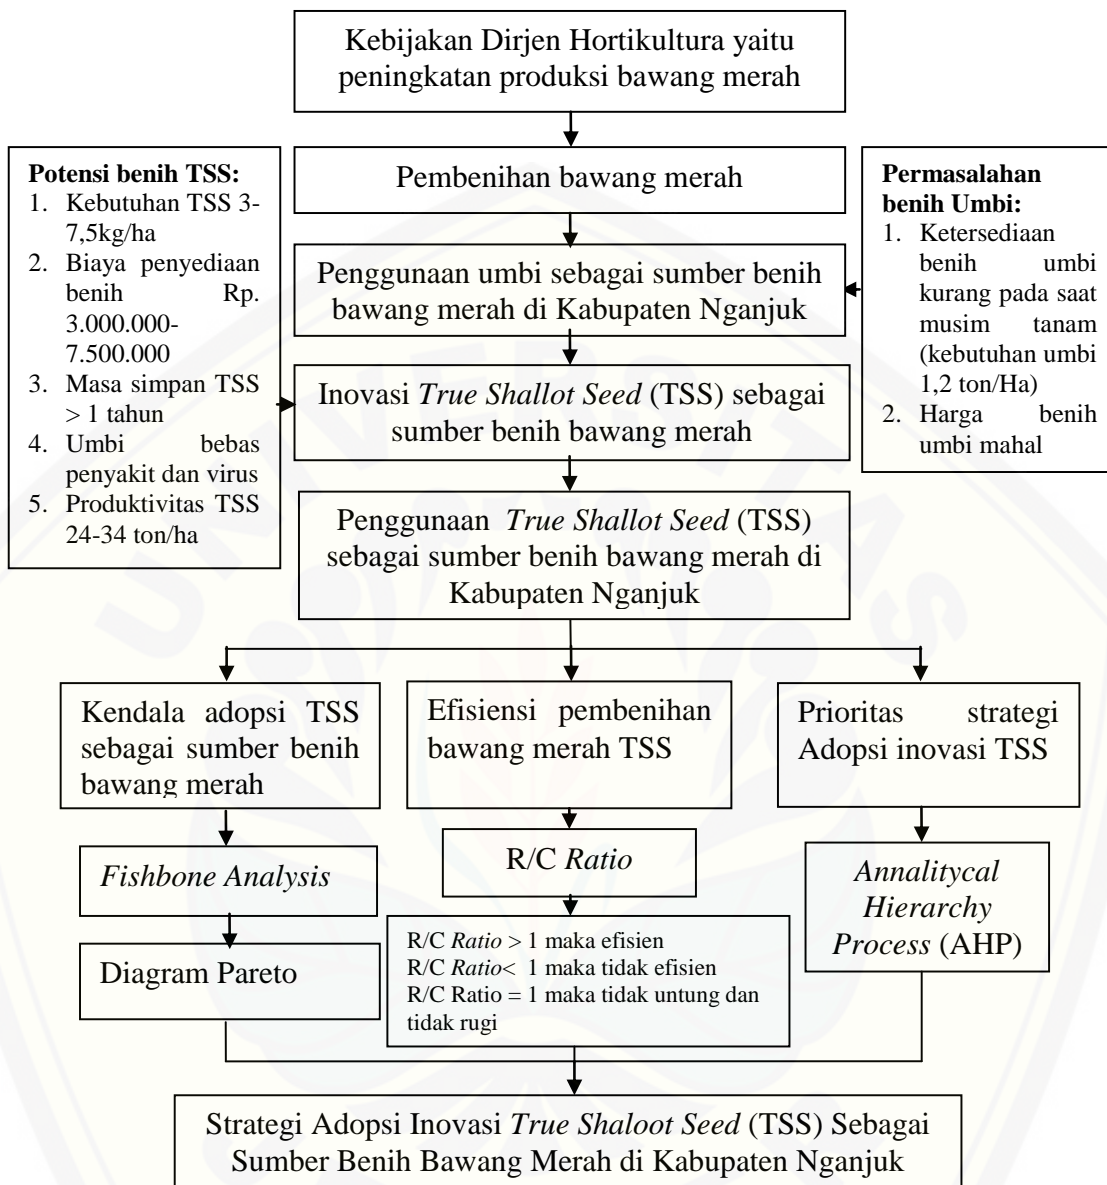 Kebijakan Dirjen Hortikultura yaitu
peningkatan produksi bawang merah
Pembenihan bawang merah
Potensi benih TSS:
1. Kebutuhan TSS 3-
7,5kg/ha
2. Biaya penyediaan
benih Rp.
3.000.000-
7.500.000
3. Masa simpan TSS
> 1 tahun
4. Umbi bebas
penyakit dan virus
5. Produktivitas TSS
24-34 ton/ha
Permasalahan
benih Umbi:
1. Ketersediaan
benih umbi
kurang pada saat
musim tanam
(kebutuhan umbi
1,2 ton/Ha)
2. Harga benih
umbi mahal
Penggunaan umbi sebagai sumber benih
bawang merah di Kabupaten Nganjuk
Inovasi True Shallot Seed (TSS) sebagai
sumber benih bawang merah
Penggunaan True Shallot Seed (TSS)
sebagai sumber benih bawang merah di
Kabupaten Nganjuk
Kendala adopsi TSS
sebagai sumber benih
bawang merah
Efisiensi pembenihan
bawang merah TSS
Prioritas strategi
Adopsi inovasi TSS
Fishbone Analysis
R/C Ratio
Annalitycal
Hierarchy
Process (AHP)
Diagram Pareto
R/C Ratio > 1 maka efisien
R/C Ratio< 1 maka tidak efisien
R/C Ratio = 1 maka tidak untung dan
tidak rugi
Strategi Adopsi Inovasi True Shaloot Seed (TSS) Sebagai
Sumber Benih Bawang Merah di Kabupaten Nganjuk
UNIVERSITAS